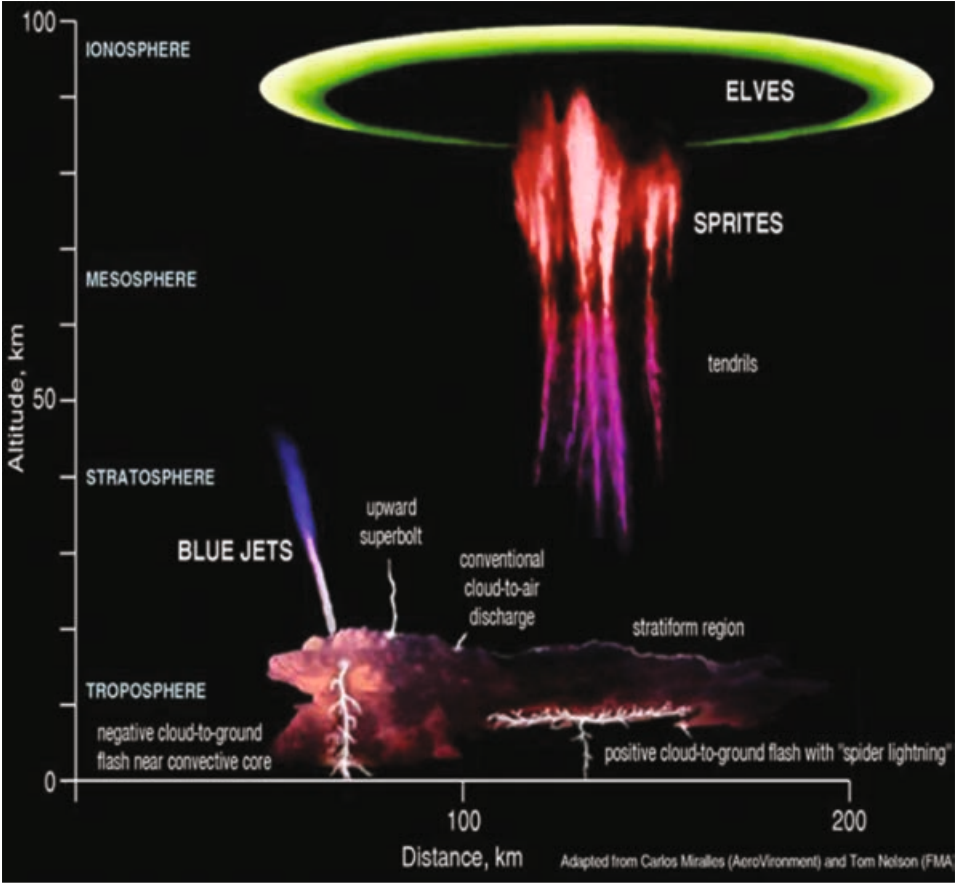 100
IONOSPHERE
ELVES
SPRITES
MESOSPHERE
tendrils
Altitude, km
50
STRATOSPHERE
upward
superbolt
BLUE JETS
conventional
cloud-to-air
discharge
stratiform region
TROPOSPHERE
negative cloud-to-ground
flash near convective core
positive cloud-to-ground flash with "spider lightning"
0
100
200
Distance, km
Adapted from Carlos Miralles (AeroVironment) and Tom Nelson (FMA)